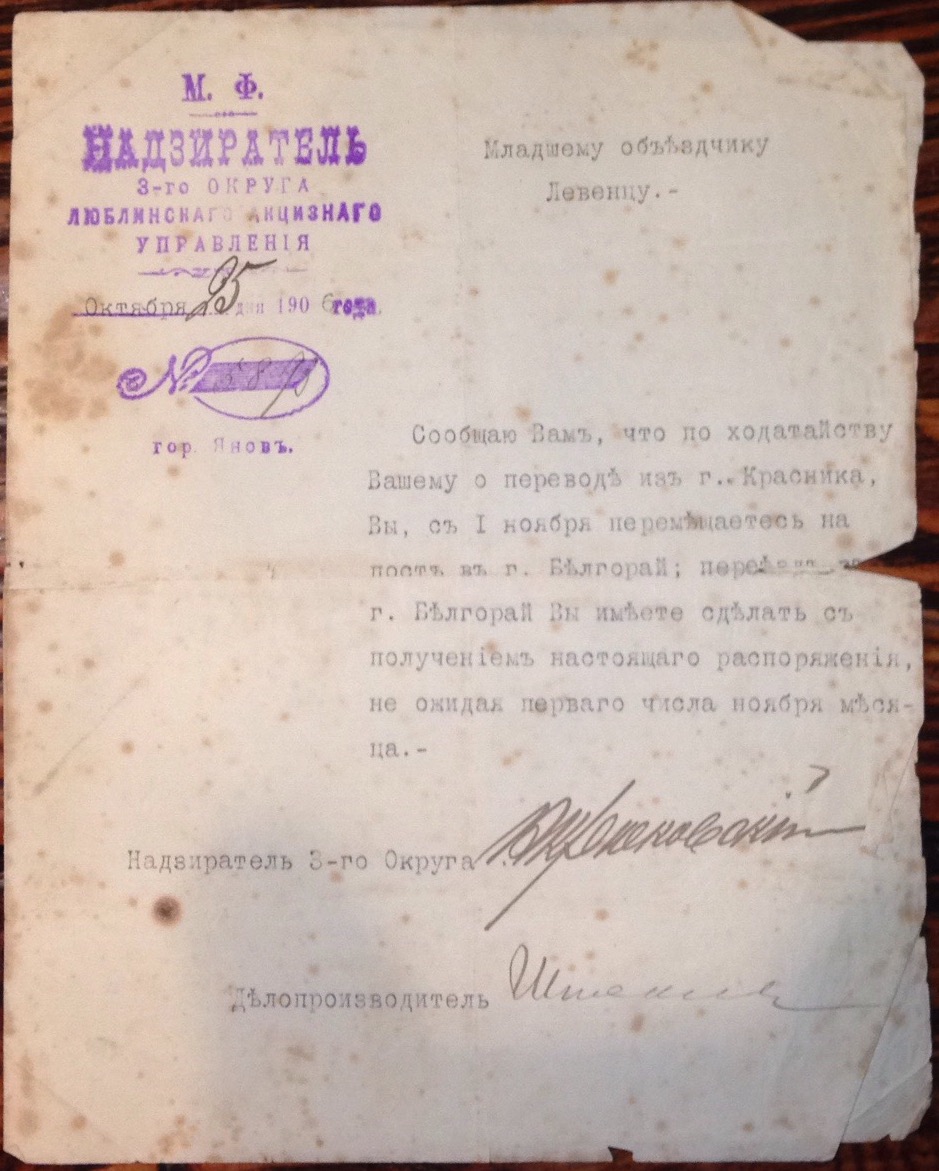 М. Ф.
НАДЗИРАТЕЛЬ
3-го ОКРУГА
ЛЮБЛИНСКАГО АКЦИЗНАГО
УПРАВЛЕНІЯ
Октября 25 дня 1906 года.
№
гор. Яновъ.
Младшему объѣздчику
Левенцу.-
Сообщаю Вамъ, что по ходатайству
Вашему о переводѣ изъ г.. Красника,
Вы, съ I ноября перемѣщаетесь на
постъ въ г. Бѣлгорай;
г. Бѣлгорай Вы имѣете сдѣлать съ
полученіемъ настоящаго распоряженія,
не ожидая перваго числа ноября мѣся-
ца.-
Надзиратель 3-го Округа
Дѣлопроизводитель